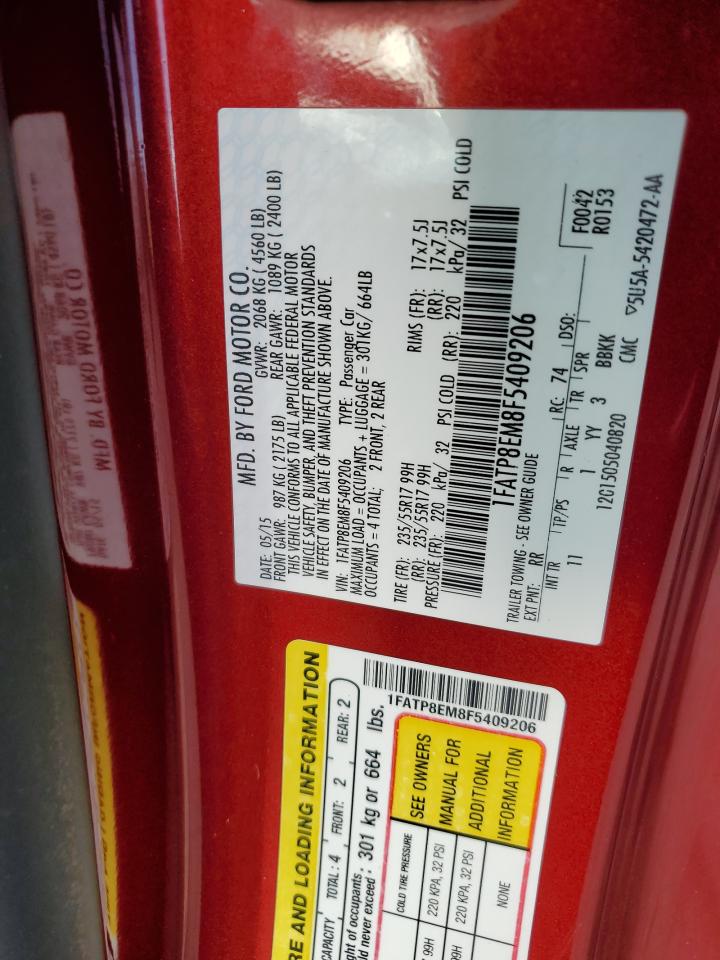 MFD. BY FORD MOTOR CO.
DATE: 05/15 GVWR: 2068 KG ( 4560 LB)
FRONT GAWR: 987 KG ( 2175 LB) REAR GAWR: 1089 KG ( 2400 LB)
THIS VEHICLE CONFORMS TO ALL APPLICABLE FEDERAL MOTOR
VEHICLE SAFETY, BUMPER, AND THEFT PREVENTION STANDARDS
IN EFFECT ON THE DATE OF MANUFACTURE SHOWN ABOVE.
VIN: 1FATP8EM8F5409206 TYPE: Passenger Car
MAXIMUM LOAD = OCCUPANTS + LUGGAGE = 301KG/ 664LB
OCCUPANTS = 4 TOTAL: 2 FRONT, 2 REAR
TIRE (FR): 235/55R17 99H RIMS (FR): 17x7.5J
(RR): 235/55R17 99H (RR): 17x7.5J
PRESSURE (FR): 220 kPa/ 32 PSI COLD (RR): 220 kPa/ 32 PSI COLD
1FATP8EM8F5409206
TRAILER TOWING - SEE OWNER GUIDE
EXT PNT: RR RC: 74 DSO: F0042
R0153
INT TR TP/PS R AXLE TR SPR
11 1 YY 3 BBKK
12G1505040820 CMC ▽5U5A-5420472-AA
RE AND LOADING INFORMATION
CAPACITY TOTAL: 4 FRONT: 2 REAR: 2
ght of occupants
ld never exceed: 301 kg or 664 lbs.
1FATP8EM8F5409206
COLD TIRE PRESSURE
99H 220 KPA, 32 PSI
99H 220 KPA, 32 PSI
NONE
SEE OWNERS
MANUAL FOR
ADDITIONAL
INFORMATION